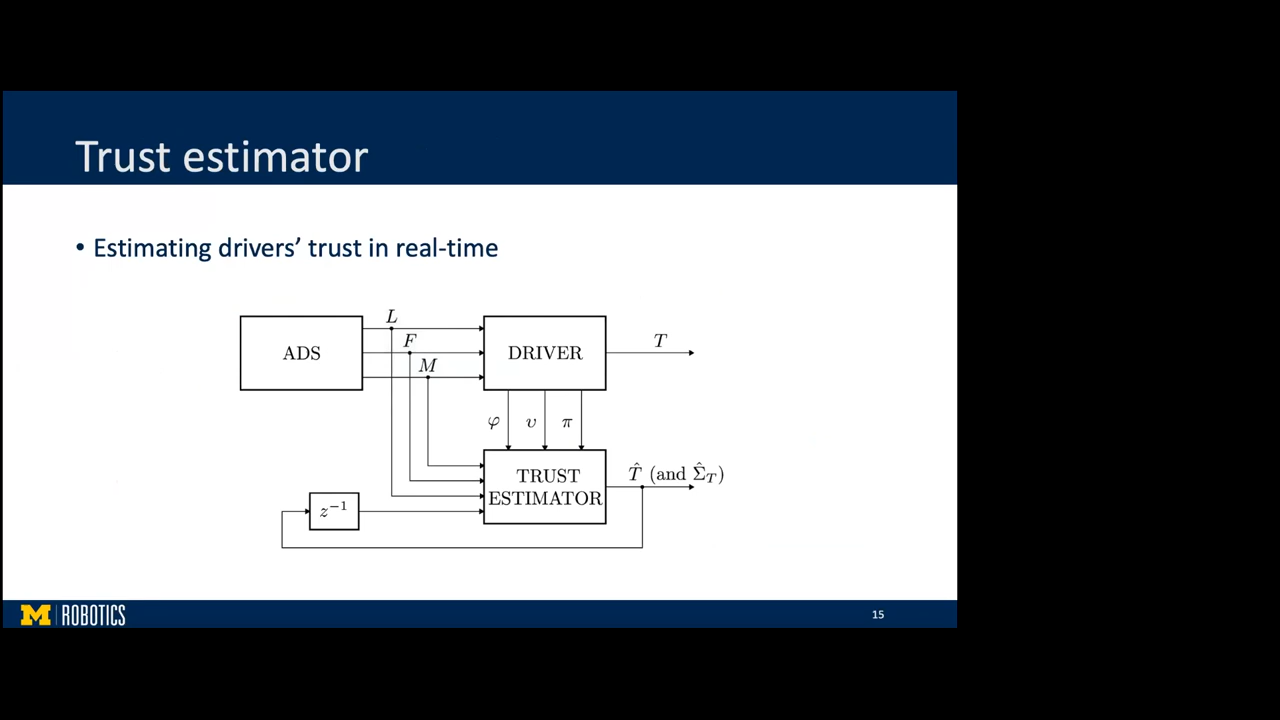 Trust estimator
• Estimating drivers’ trust in real-time
L
F
M
ADS
DRIVER
T
φ υ π
TRUST
ESTIMATOR
T̂ (and Σ̂_T)
z⁻¹
M | ROBOTICS
15